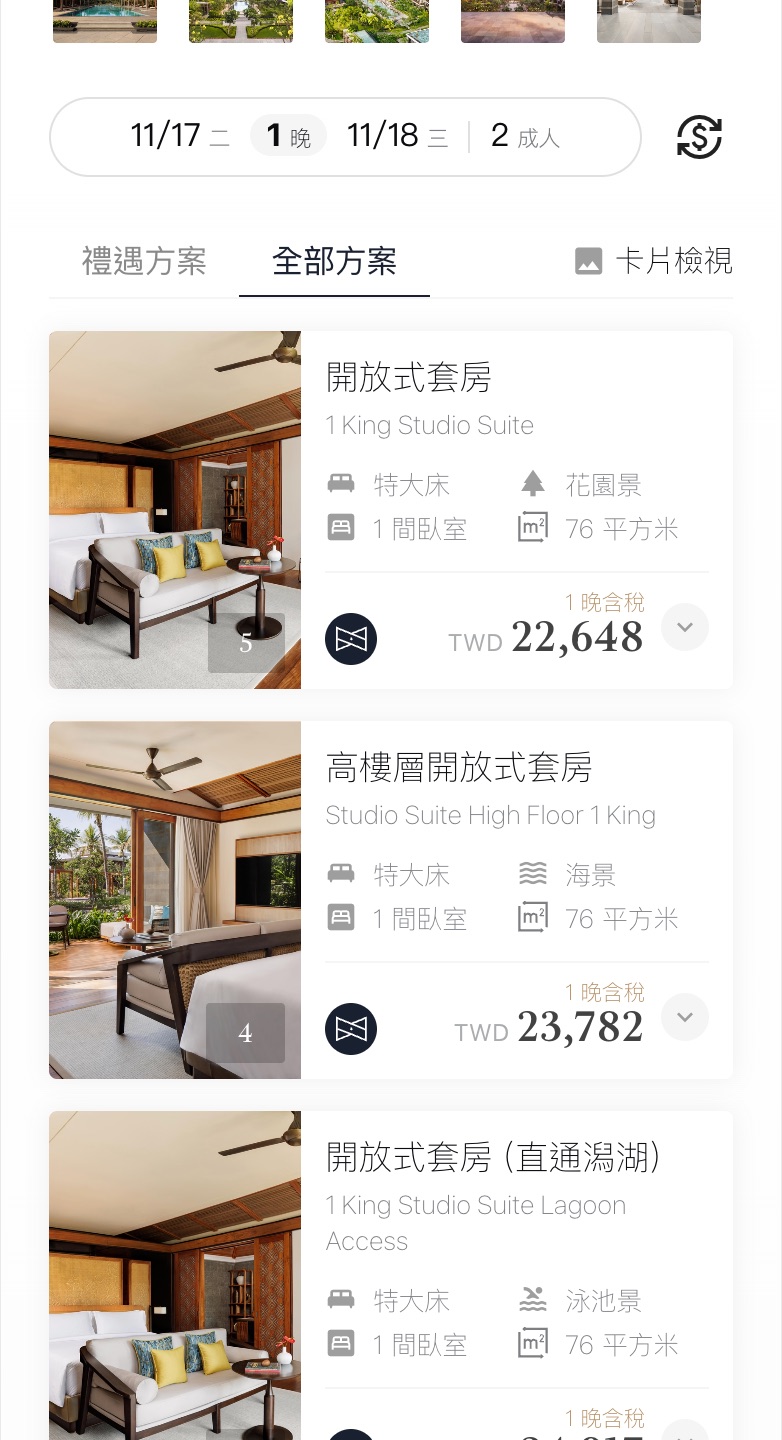 11/17 二 1 晚 11/18 三 2 成人
禮遇方案 全部方案 卡片檢視
開放式套房
1 King Studio Suite
特大床 花園景
1 間臥室 m² 76 平方米
1 晚含稅
TWD 22,648
5
高樓層開放式套房
Studio Suite High Floor 1 King
特大床 海景
1 間臥室 m² 76 平方米
1 晚含稅
TWD 23,782
4
開放式套房 (直通潟湖)
1 King Studio Suite Lagoon
Access
特大床 泳池景
1 間臥室 m² 76 平方米
1 晚含稅